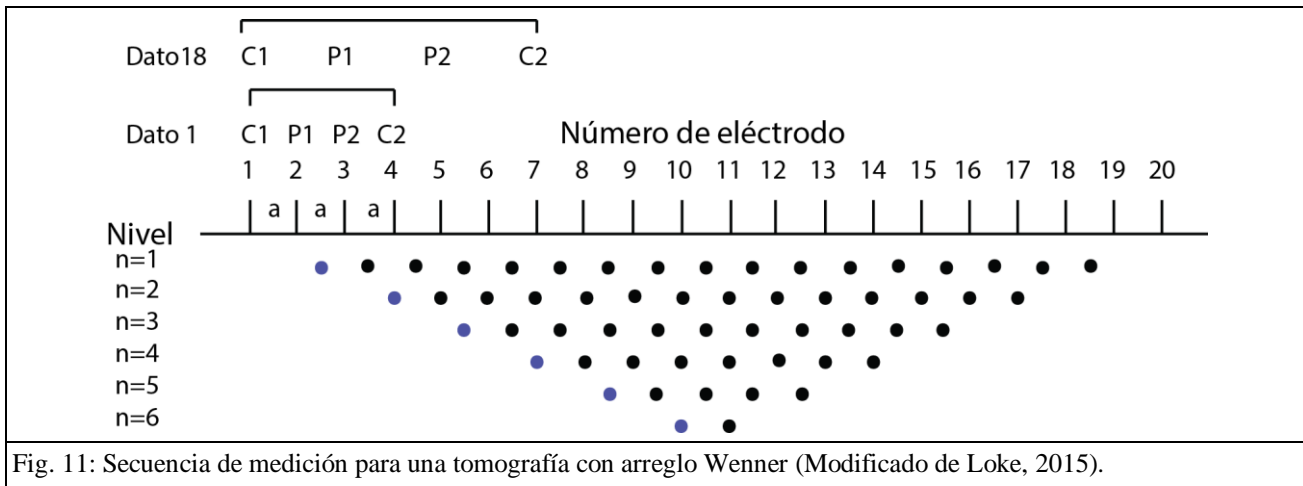 Dato18 C1 P1 P2 C2
Dato 1 C1 P1 P2 C2 Número de eléctrodo
1 2 3 4 5 6 7 8 9 10 11 12 13 14 15 16 17 18 19 20
a a a
Nivel
n=1
n=2
n=3
n=4
n=5
n=6
Fig. 11: Secuencia de medición para una tomografía con arreglo Wenner (Modificado de Loke, 2015).